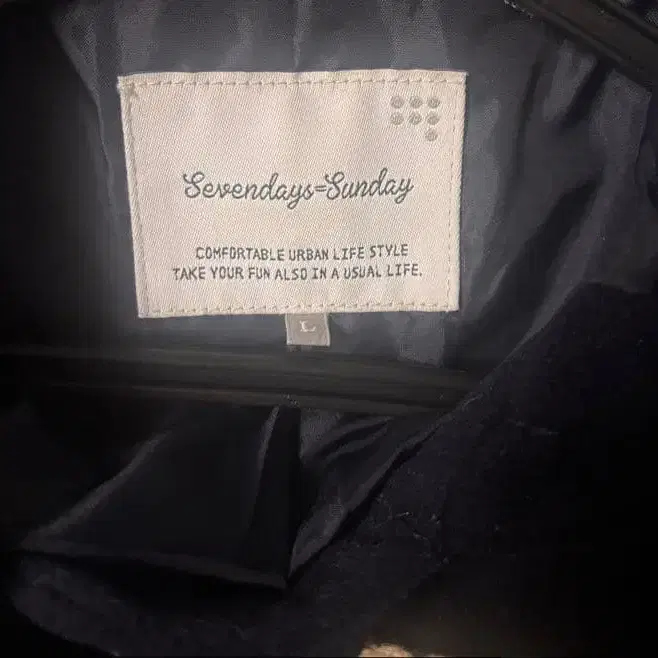 Sevendays=Sunday
COMFORTABLE URBAN LIFE STYLE
TAKE YOUR FUN ALSO IN A USUAL LIFE.
L